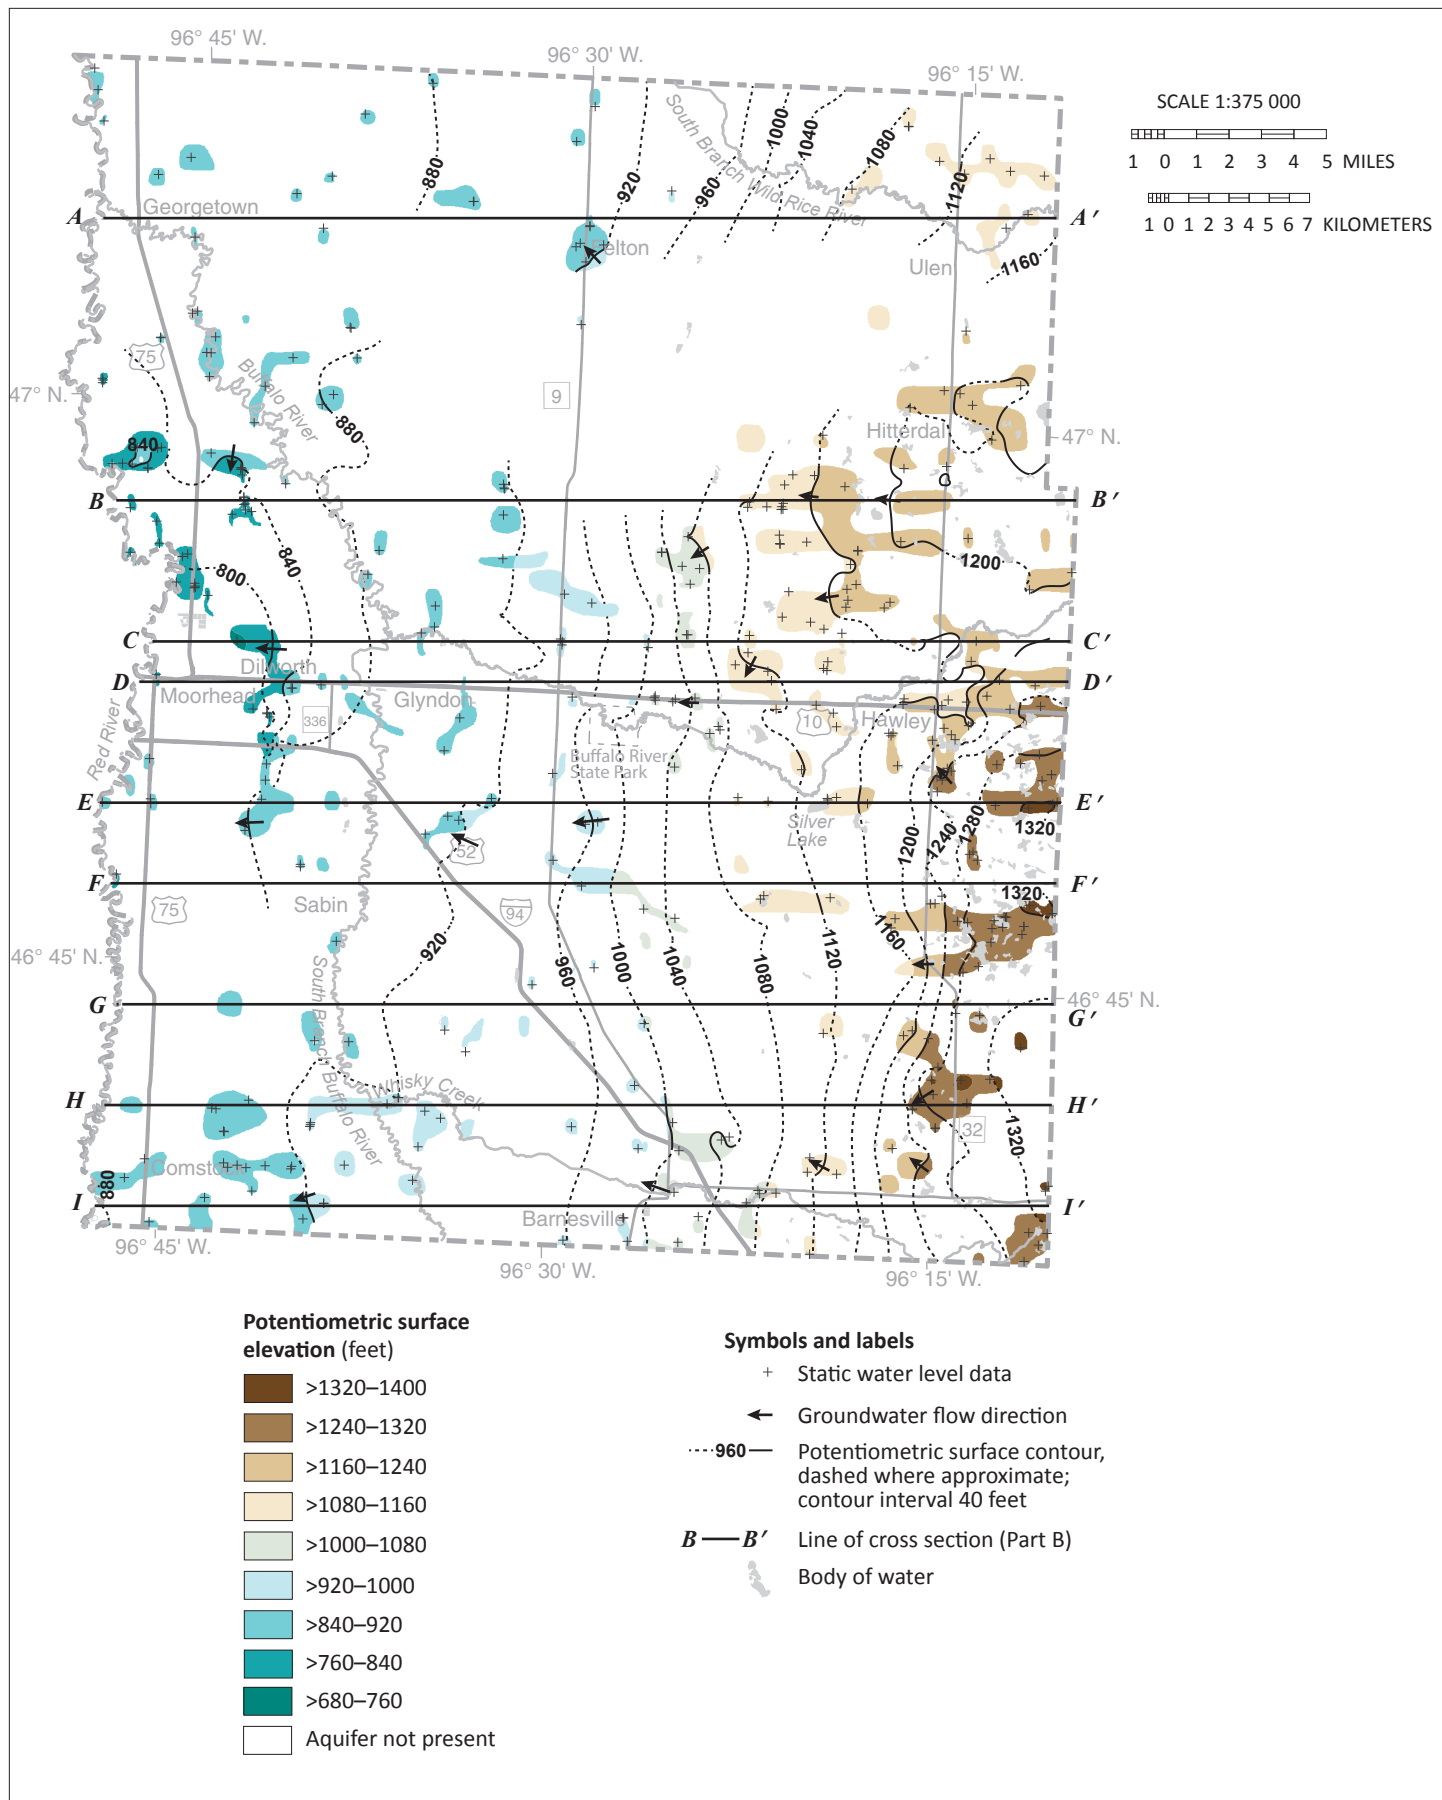 96° 45' W.
96° 30' W.
96° 15' W.
SCALE 1:375 000
1 0 1 2 3 4 5 MILES
1 0 1 2 3 4 5 6 7 KILOMETERS
South Branch Wild Rice River
1000
1040
1080
880
920
960
1120
A
Georgetown
A'
Felton
Ulen
1160
75
Buffalo River
47° N.
9
880
Hitterdal
47° N.
840
B
B'
840
800
1200
C
C'
Dilworth
D
D'
Moorhead
Glyndon
336
10
Hawley
Red River
Buffalo River
State Park
E
E'
Silver
Lake
1200
1240
1280
1320
52
F
F'
1320
75
Sabin
94
920
1160
46° 45' N.
South Branch Buffalo River
960
1000
1040
1080
1120
G
46° 45' N.
G'
Whisky Creek
H
H'
32
1320
Comstock
880
I
I'
Barnesville
96° 45' W.
96° 30' W.
96° 15' W.
Potentiometric surface
elevation (feet)
>1320–1400
>1240–1320
>1160–1240
>1080–1160
>1000–1080
>920–1000
>840–920
>760–840
>680–760
Aquifer not present
Symbols and labels
Static water level data
Groundwater flow direction
960
Potentiometric surface contour,
dashed where approximate;
contour interval 40 feet
B B' Line of cross section (Part B)
Body of water